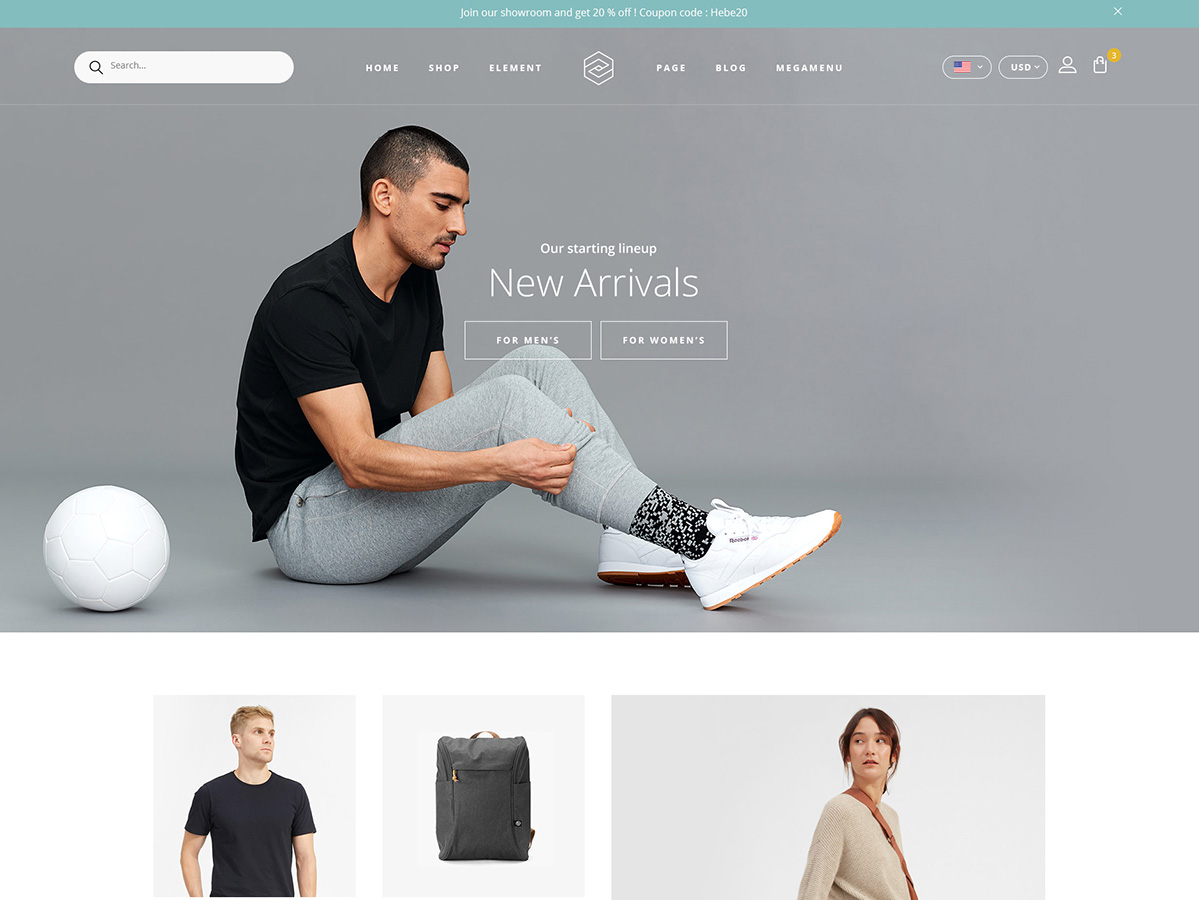 Join our showroom and get 20 % off ! Coupon code : Hebe20
Search...
HOME
SHOP
ELEMENT
PAGE
BLOG
MEGAMENU
USD
3
Our starting lineup
New Arrivals
FOR MEN'S
FOR WOMEN'S
Reebok